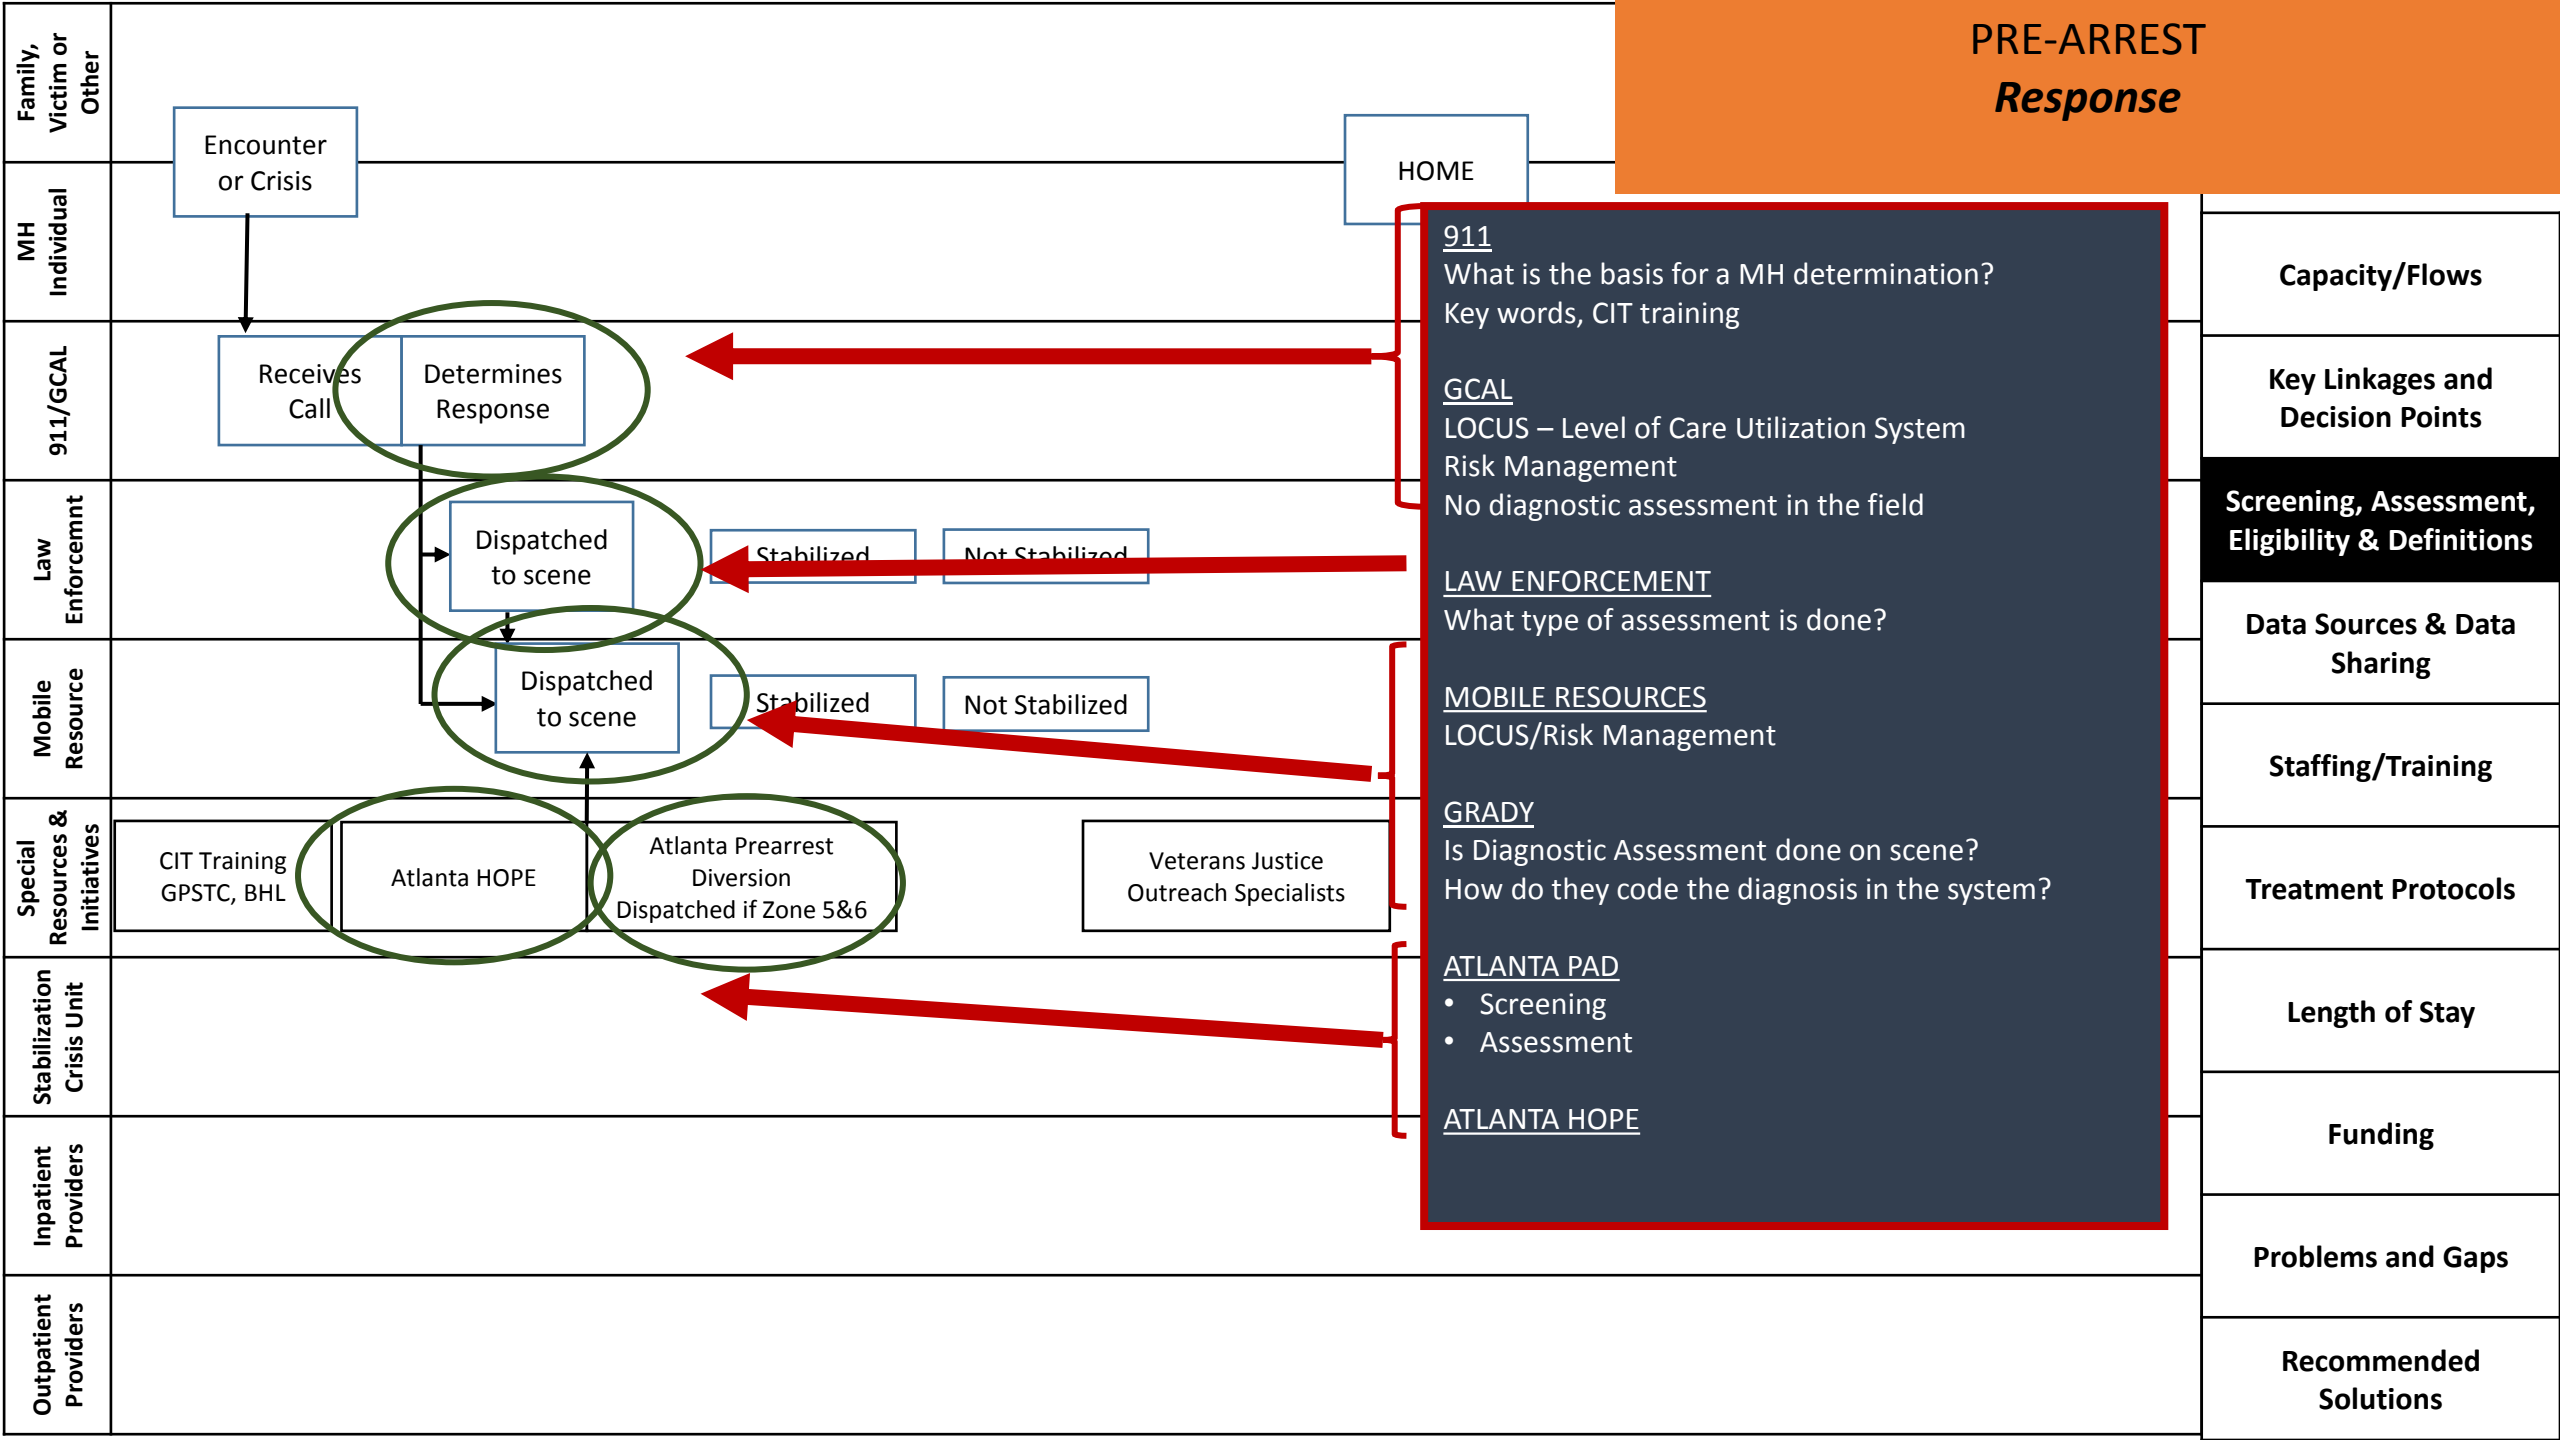 PRE-ARREST
Response
Family,
Victim or
Other
MH
Individual
911/GCAL
Law
Enforcemnt
Mobile
Resource
Special
Resources &
Initiatives
Stabilization
Crisis Unit
Inpatient
Providers
Outpatient
Providers
Encounter
or Crisis
HOME
Receives
Call
Determines
Response
Dispatched
to scene
Stabilized
Not Stabilized
Dispatched
to scene
Stabilized
Not Stabilized
CIT Training
GPSTC, BHL
Atlanta HOPE
Atlanta Prearrest
Diversion
Dispatched if Zone 5&6
Veterans Justice
Outreach Specialists
911
What is the basis for a MH determination?
Key words, CIT training
GCAL
LOCUS – Level of Care Utilization System
Risk Management
No diagnostic assessment in the field
LAW ENFORCEMENT
What type of assessment is done?
MOBILE RESOURCES
LOCUS/Risk Management
GRADY
Is Diagnostic Assessment done on scene?
How do they code the diagnosis in the system?
ATLANTA PAD
• Screening
• Assessment
ATLANTA HOPE
Capacity/Flows
Key Linkages and
Decision Points
Screening, Assessment,
Eligibility & Definitions
Data Sources & Data
Sharing
Staffing/Training
Treatment Protocols
Length of Stay
Funding
Problems and Gaps
Recommended
Solutions